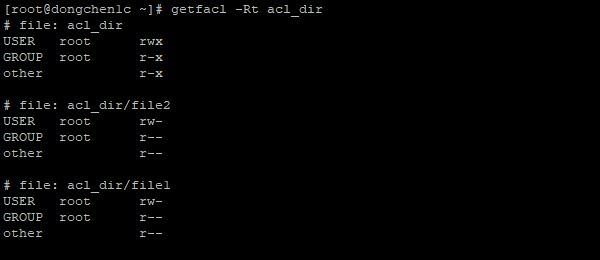 [root@dongchen1c ~]# getfacl -Rt acl_dir
# file: acl_dir
USER   root      rwx
GROUP  root      r-x
other            r-x

# file: acl_dir/file2
USER   root      rw-
GROUP  root      r--
other            r--

# file: acl_dir/file1
USER   root      rw-
GROUP  root      r--
other            r--